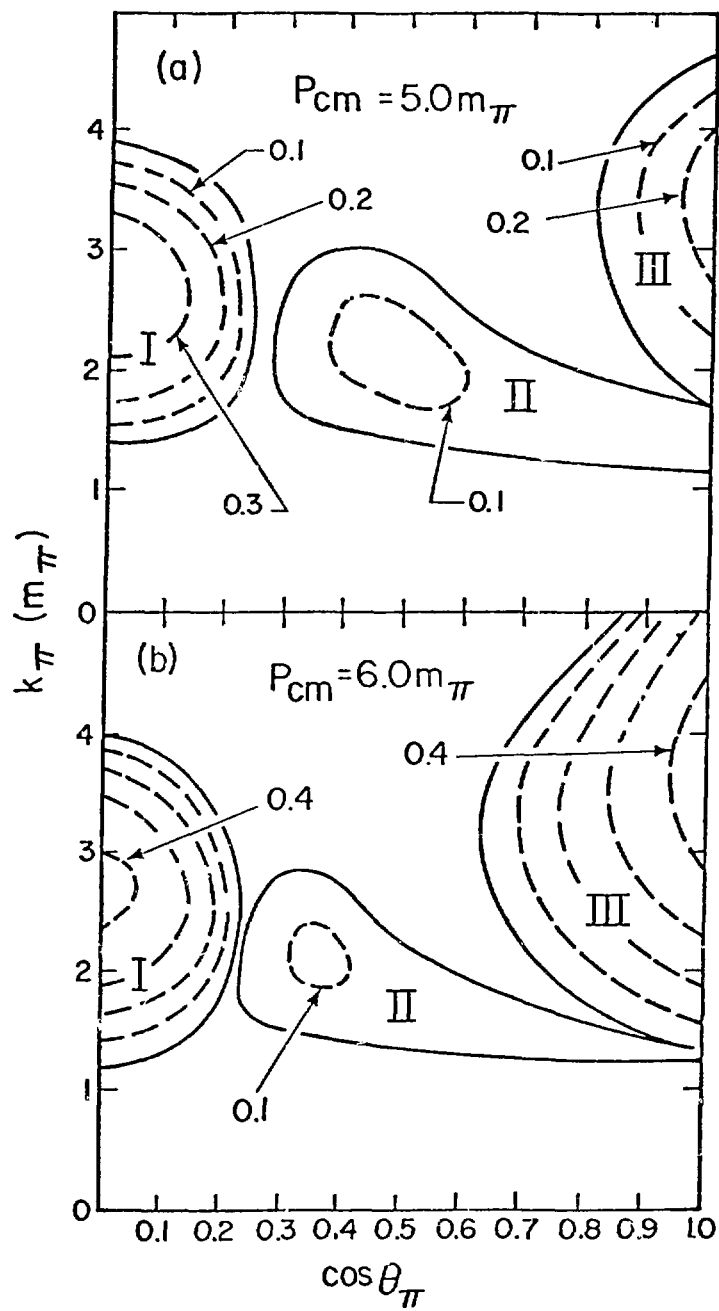 (a)
P_cm = 5.0 m_π
0.1
0.2
0.3
0.1
0.1
0.2
I
II
III
4
3
2
1
0
k_π (m_π)
(b)
P_cm = 6.0 m_π
0.4
0.4
0.1
I
II
III
4
3
2
1
0
0.1 0.2 0.3 0.4 0.5 0.6 0.7 0.8 0.9 1.0
cos θ_π